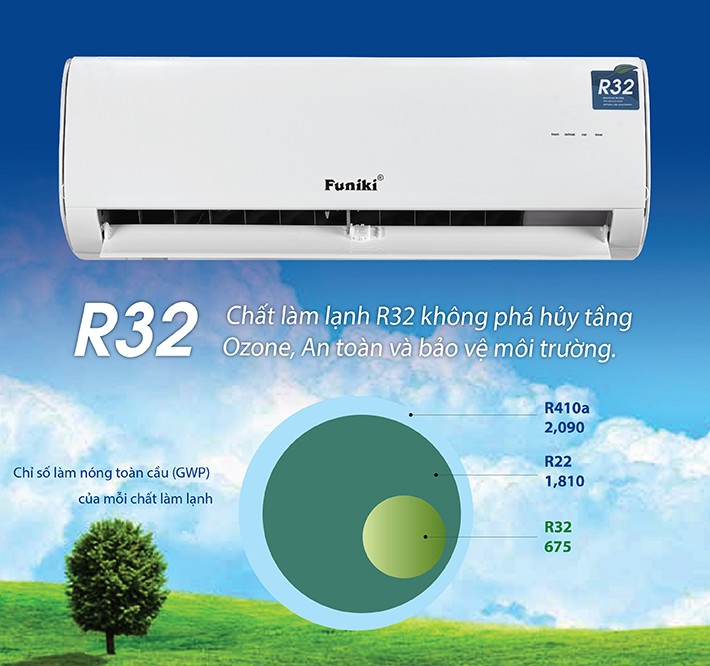 R32
Funiki®
R32
Chất làm lạnh R32 không phá hủy tầng
Ozone, An toàn và bảo vệ môi trường.
R410a
2,090
Chỉ số làm nóng toàn cầu (GWP)
của mỗi chất làm lạnh
R22
1,810
R32
675